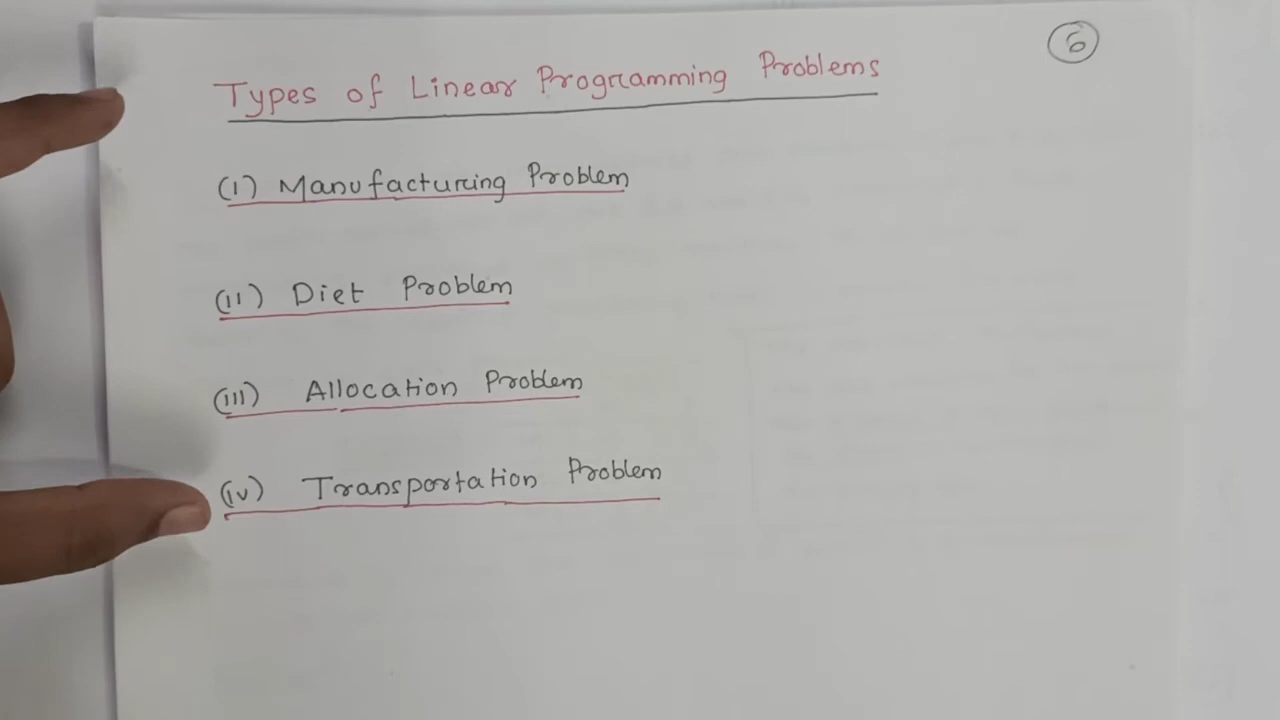 6
Types of Linear Programming Problems
(I) Manufacturing Problem
(II) Diet Problem
(III) Allocation Problem
(iv) Transportation Problem